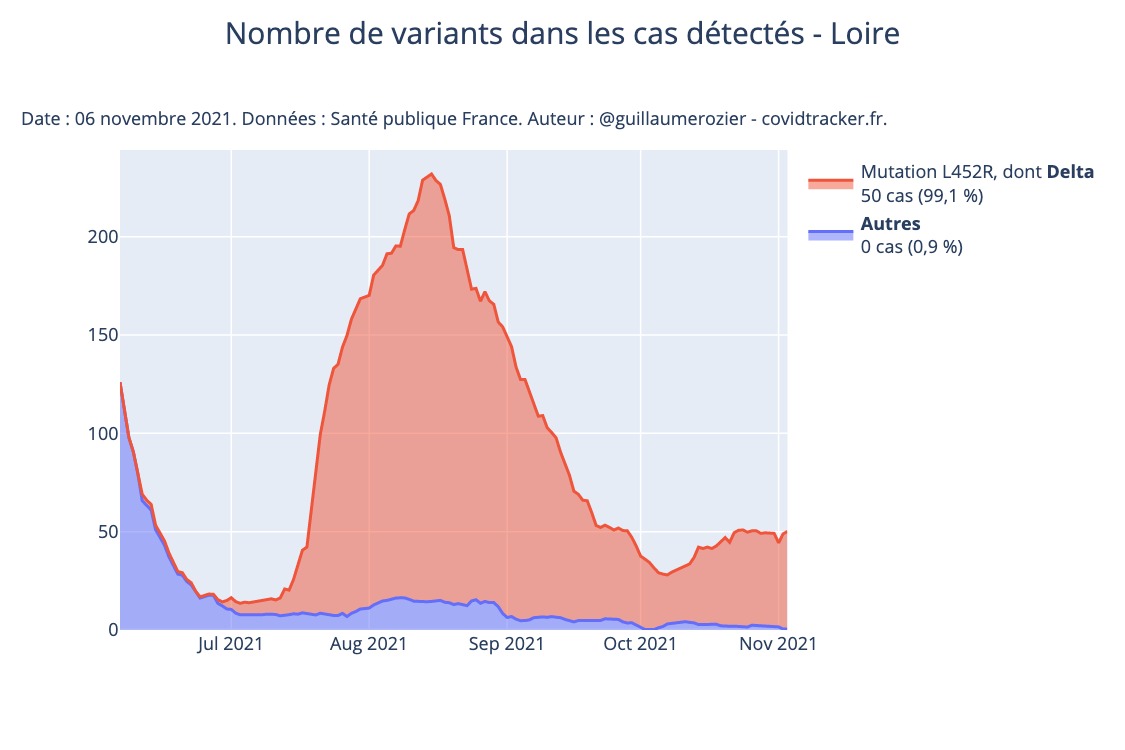 Nombre de variants dans les cas détectés - Loire
Date : 06 novembre 2021. Données : Santé publique France. Auteur : @guillaumerozier - covidtracker.fr.
Mutation L452R, dont Delta
50 cas (99,1 %)
Autres
0 cas (0,9 %)
200
150
100
50
0
Jul 2021
Aug 2021
Sep 2021
Oct 2021
Nov 2021